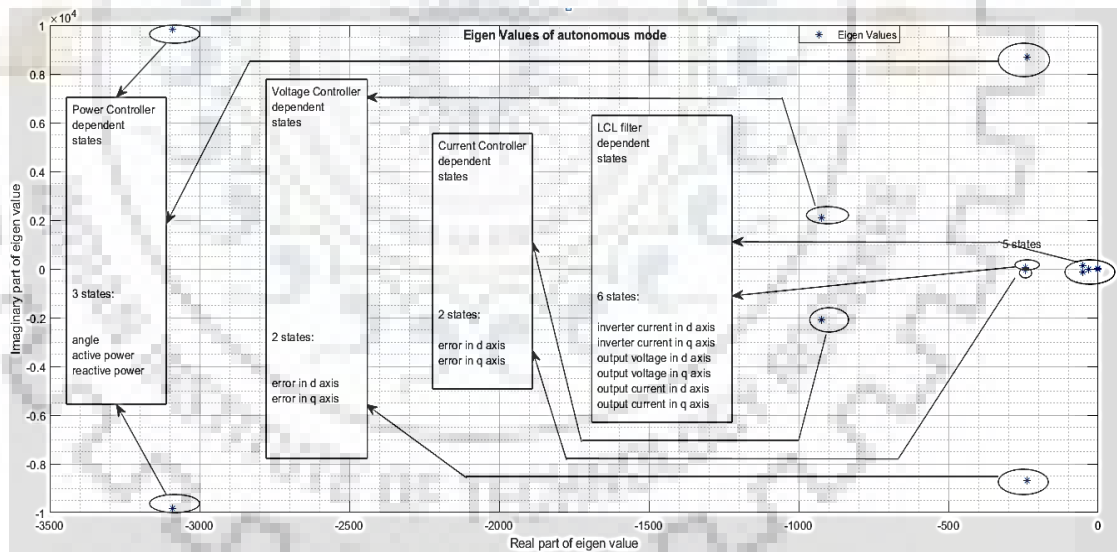 ×10⁴
Eigen Values of autonomous mode
Eigen Values
1
0.8
0.6
0.4
0.2
0
-0.2
-0.4
-0.6
-0.8
-1
Imaginary part of eigen value
Power Controller
dependent
states
3 states:
angle
active power
reactive power
Voltage Controller
dependent
states
2 states:
error in d axis
error in q axis
Current Controller
dependent
states
2 states:
error in d axis
error in q axis
LCL filter
dependent
states
6 states:
inverter current in d axis
inverter current in q axis
output voltage in d axis
output voltage in q axis
output current in d axis
output current in q axis
5 states
-3500
-3000
-2500
-2000
-1500
-1000
-500
0
Real part of eigen value